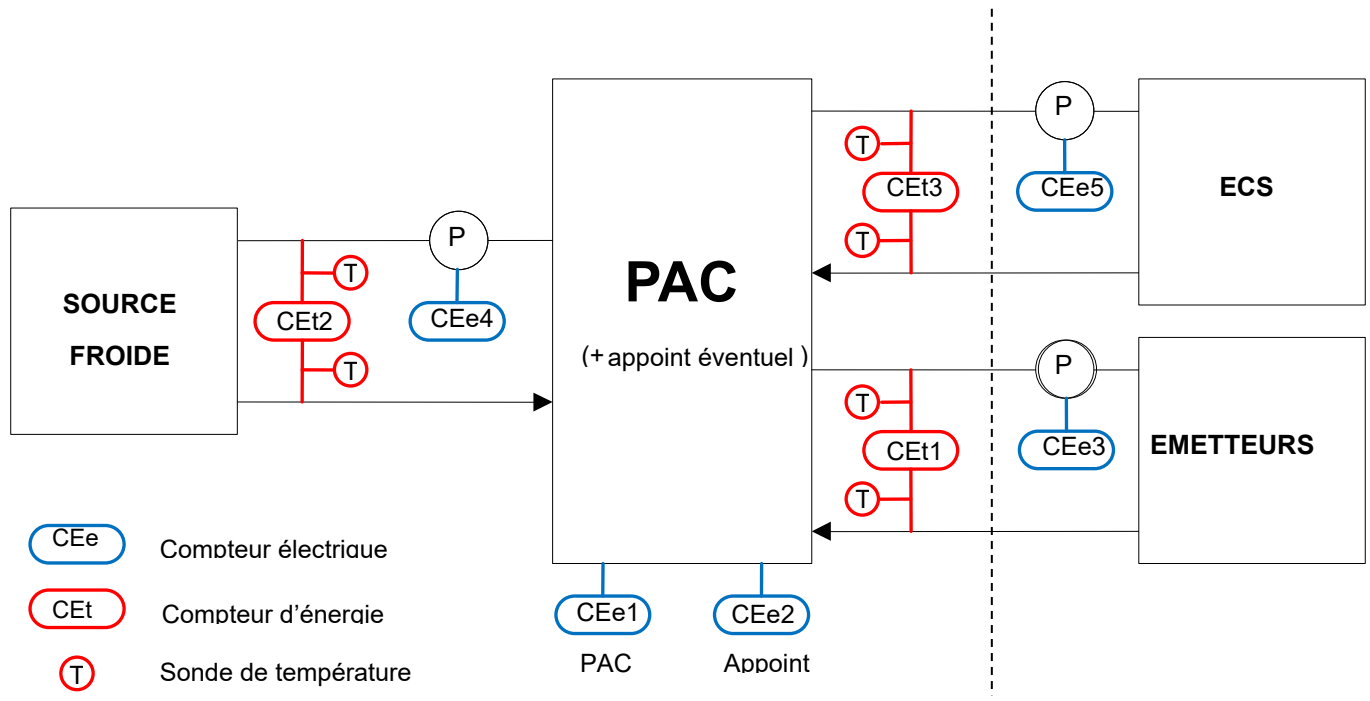 P
CEt3
T
T
CEe5
ECS
SOURCE
FROIDE
T
CEt2
T
P
CEe4
PAC
(+ appoint éventuel )
P
T
CEt1
T
CEe3
EMETTEURS
CEe
Compteur électrique
CEt
Compteur d'énergie
T
Sonde de température
CEe1
PAC
CEe2
Appoint